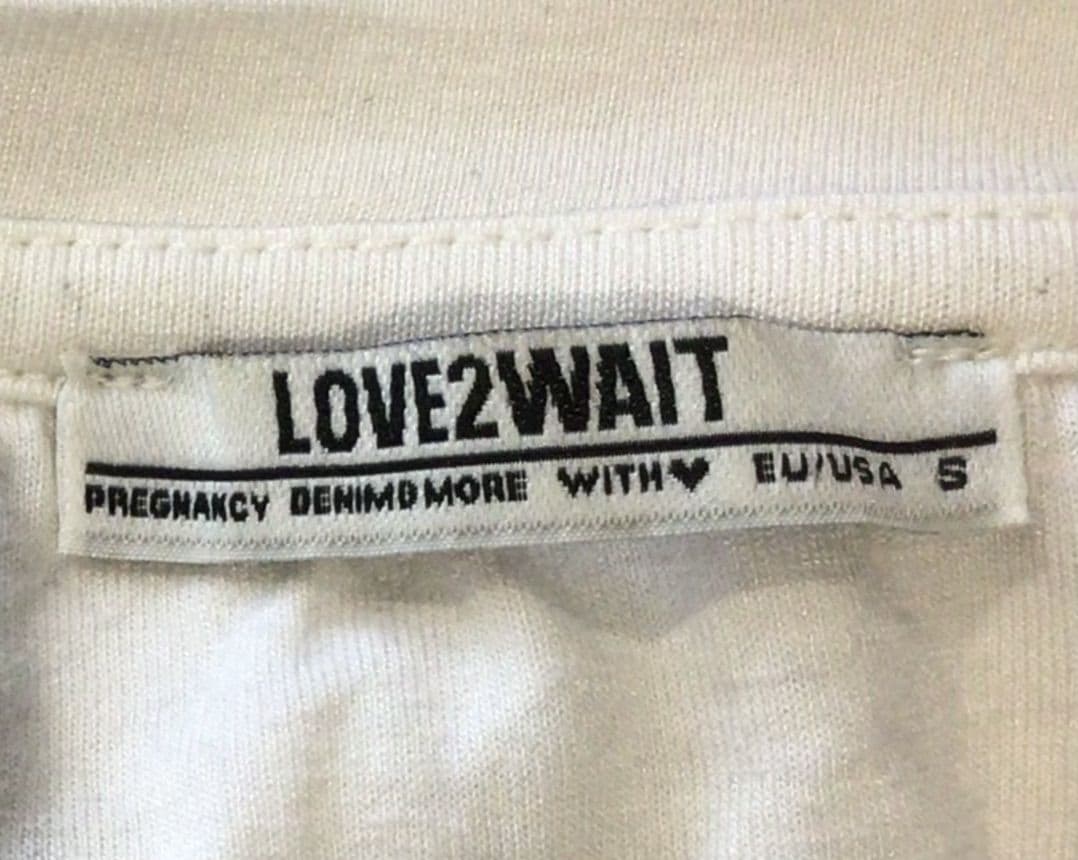 LOVE2WAIT
PREGNANCY DENIM&MORE WITH♥ EU/USA S